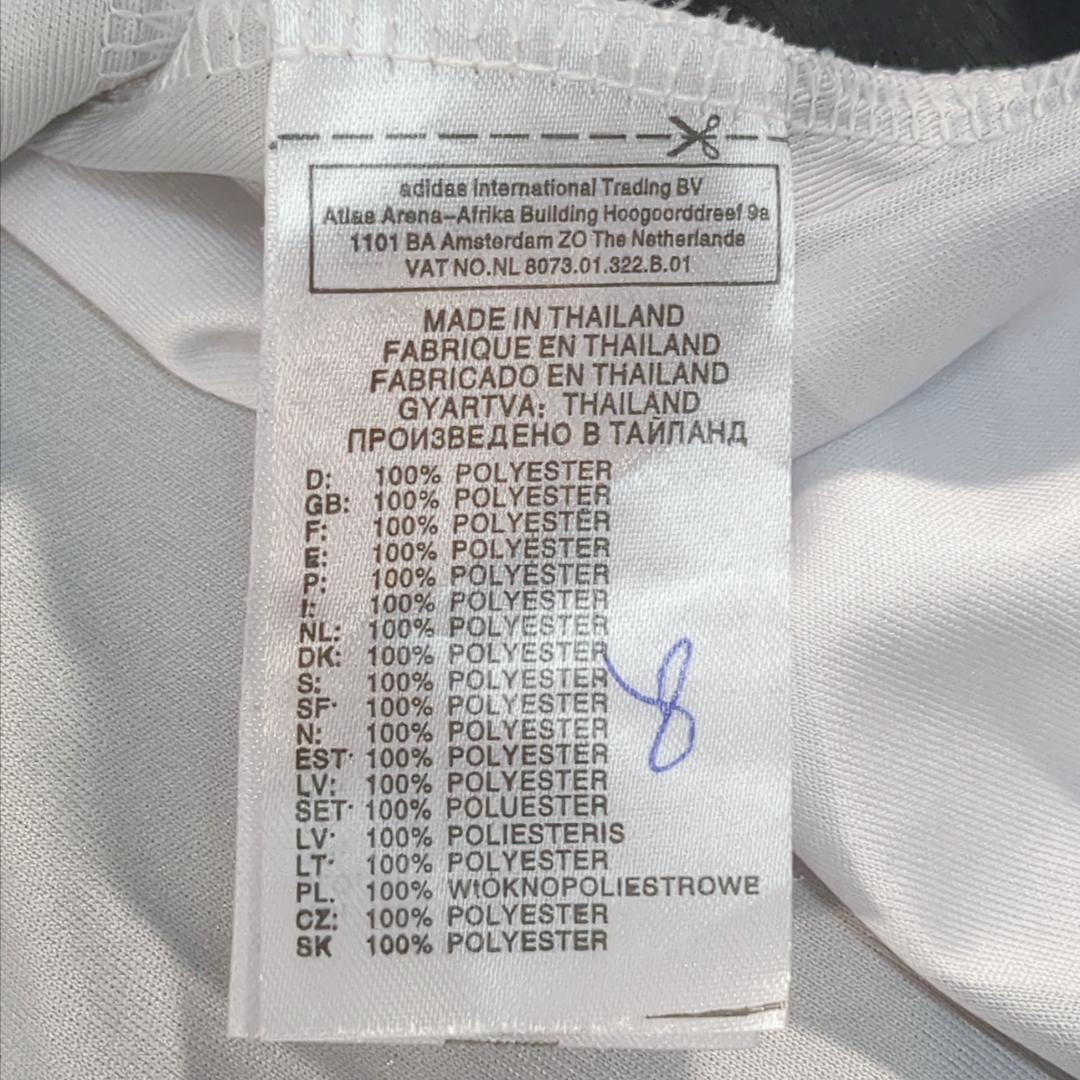 adidas International Trading BV
Atlas Arena-Afrika Building Hoogoorddreef 9a
1101 BA Amsterdam ZO The Netherlands
VAT NO.NL 8073.01.322.B.01
MADE IN THAILAND
FABRIQUE EN THAILAND
FABRICADO EN THAILAND
GYARTVA: THAILAND
ПРОИЗВЕДЕНО В ТАЙПАНД
D: 100% POLYESTER
GB: 100% POLYESTER
F: 100% POLYESTER
E: 100% POLYESTER
P: 100% POLYESTER
I: 100% POLYESTER
NL: 100% POLYESTER
DK: 100% POLYESTER
S: 100% POLYESTER
SF· 100% POLYESTER
N: 100% POLYESTER
EST· 100% POLYESTER
LV: 100% POLYESTER
SET· 100% POLUESTER
LV· 100% POLIESTERIS
LT· 100% POLYESTER
PL. 100% WtOKNOPOLIESTROWE
CZ: 100% POLYESTER
SK 100% POLYESTER
8